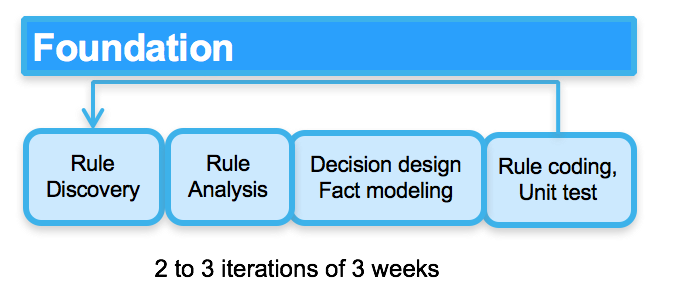 Foundation
Rule
Discovery
Rule
Analysis
Decision design
Fact modeling
Rule coding,
Unit test
2 to 3 iterations of 3 weeks